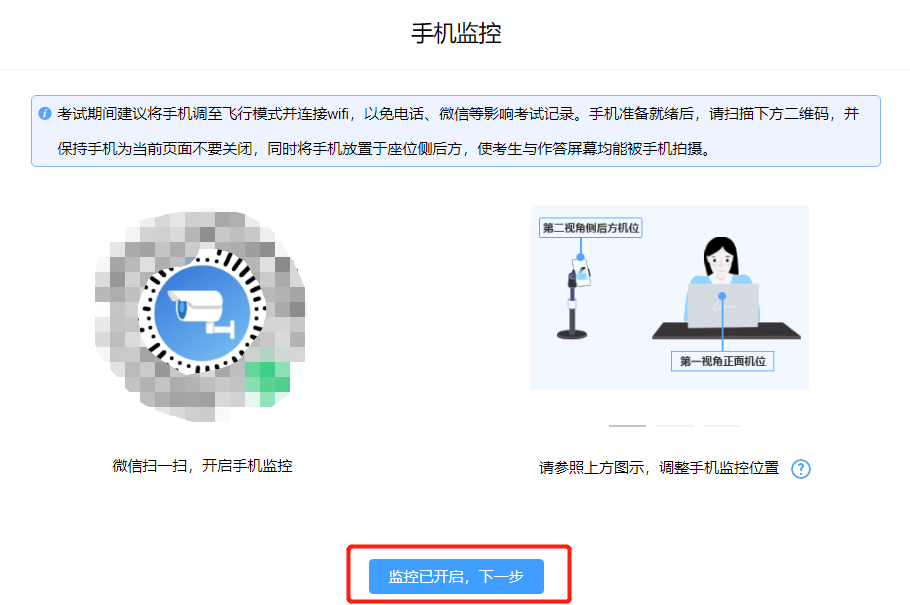 手机监控
考试期间建议将手机调至飞行模式并连接wifi，以免电话、微信等影响考试记录。手机准备就绪后，请扫描下方二维码，并
保持手机为当前页面不要关闭，同时将手机放置于座位侧后方，使考生与作答屏幕均能被手机拍摄。
第二视角侧后方机位
第一视角正面机位
微信扫一扫，开启手机监控
请参照上方图示，调整手机监控位置
监控已开启，下一步